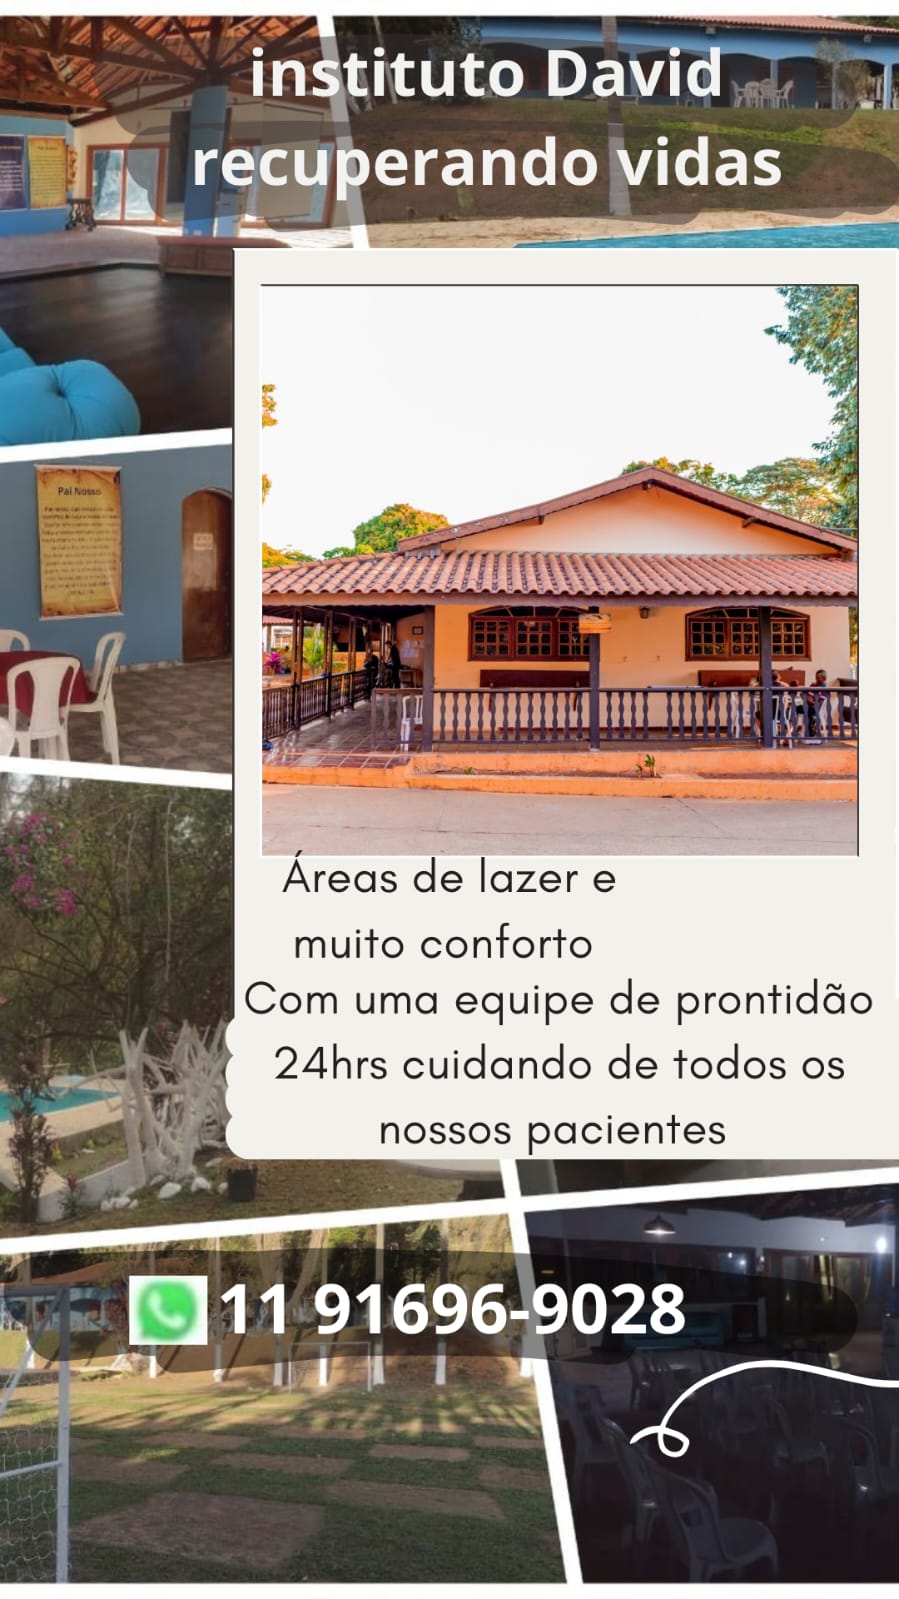 instituto David
recuperando vidas
Pai Nosso
Áreas de lazer e
muito conforto
Com uma equipe de prontidão
24hrs cuidando de todos os
nossos pacientes
11 91696-9028